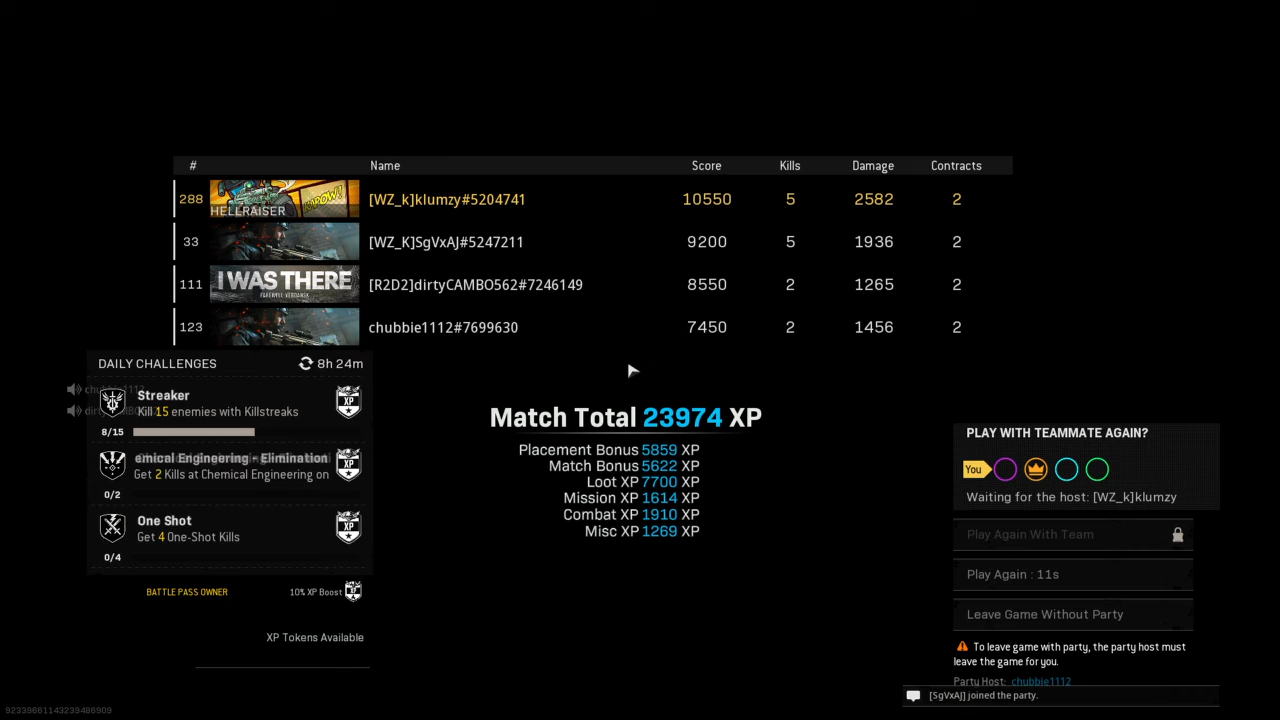 # Name Score Kills Damage Contracts
288 HELLRAISER KAPOW! [WZ_k]klumzy#5204741 10550 5 2582 2
33 [WZ_K]SgVxAJ#5247211 9200 5 1936 2
111 I WAS THERE FAREWELL VERDANSK [R2D2]dirtyCAMBO562#7246149 8550 2 1265 2
123 chubbie1112#7699630 7450 2 1456 2
DAILY CHALLENGES 8h 24m
Streaker
Kill 15 enemies with Killstreaks
8/15
emical Engineering - Elimination
Get 2 Kills at Chemical Engineering on
0/2
One Shot
Get 4 One-Shot Kills
0/4
BATTLE PASS OWNER 10% XP Boost
XP Tokens Available
Match Total 23974 XP
Placement Bonus 5859 XP
Match Bonus 5622 XP
Loot XP 7700 XP
Mission XP 1614 XP
Combat XP 1910 XP
Misc XP 1269 XP
PLAY WITH TEAMMATE AGAIN?
You
Waiting for the host: [WZ_k]klumzy
Play Again With Team
Play Again : 11s
Leave Game Without Party
To leave game with party, the party host must
leave the game for you.
Party Host: chubbie1112
[SgVxAJ] joined the party.